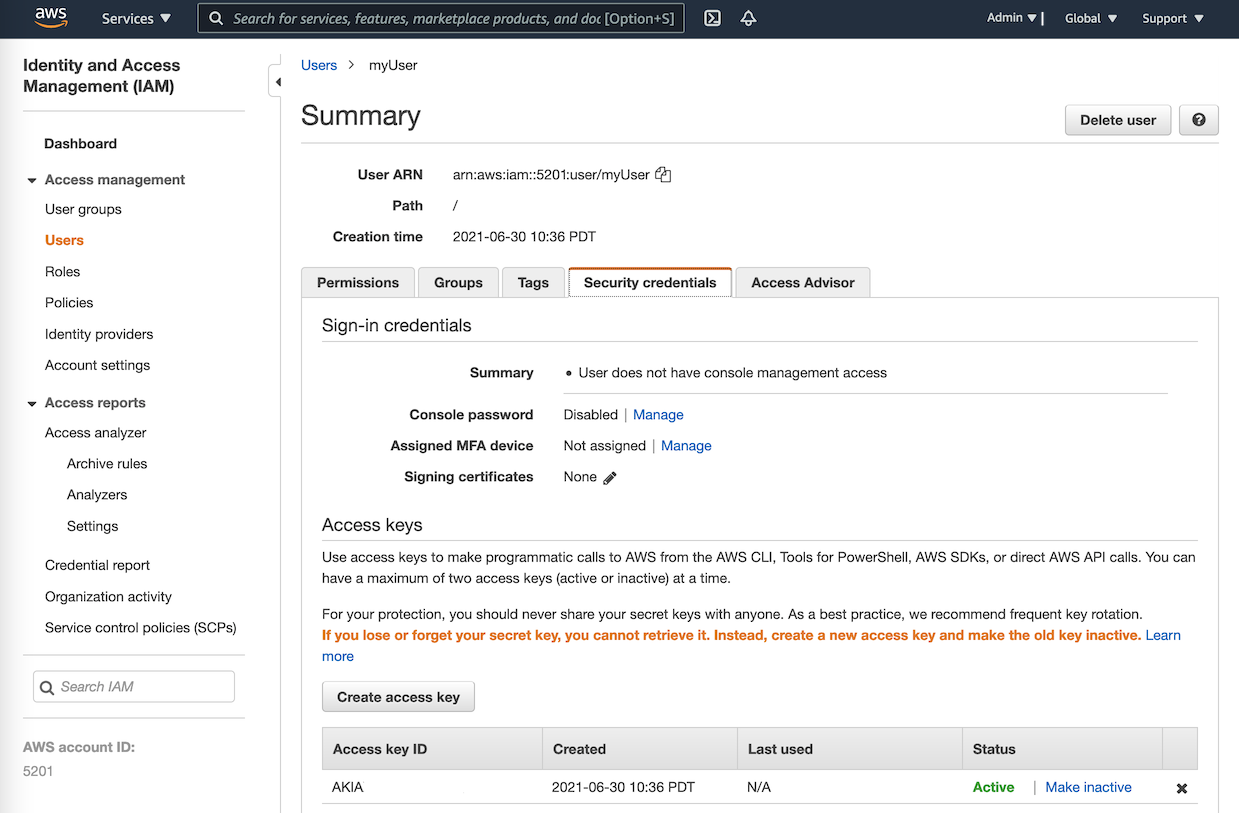 aws
Services
Search for services, features, marketplace products, and doc [Option+S]
Admin
Global
Support
Identity and Access
Management (IAM)
Dashboard
Access management
User groups
Users
Roles
Policies
Identity providers
Account settings
Access reports
Access analyzer
Archive rules
Analyzers
Settings
Credential report
Organization activity
Service control policies (SCPs)
Search IAM
AWS account ID:
5201
Users > myUser
Summary
Delete user
?
User ARN arn:aws:iam::5201:user/myUser
Path /
Creation time 2021-06-30 10:36 PDT
Permissions Groups Tags Security credentials Access Advisor
Sign-in credentials
Summary • User does not have console management access
Console password Disabled | Manage
Assigned MFA device Not assigned | Manage
Signing certificates None
Access keys
Use access keys to make programmatic calls to AWS from the AWS CLI, Tools for PowerShell, AWS SDKs, or direct AWS API calls. You can
have a maximum of two access keys (active or inactive) at a time.
For your protection, you should never share your secret keys with anyone. As a best practice, we recommend frequent key rotation.
If you lose or forget your secret key, you cannot retrieve it. Instead, create a new access key and make the old key inactive. Learn
more
Create access key
Access key ID Created Last used Status
AKIA 2021-06-30 10:36 PDT N/A Active | Make inactive